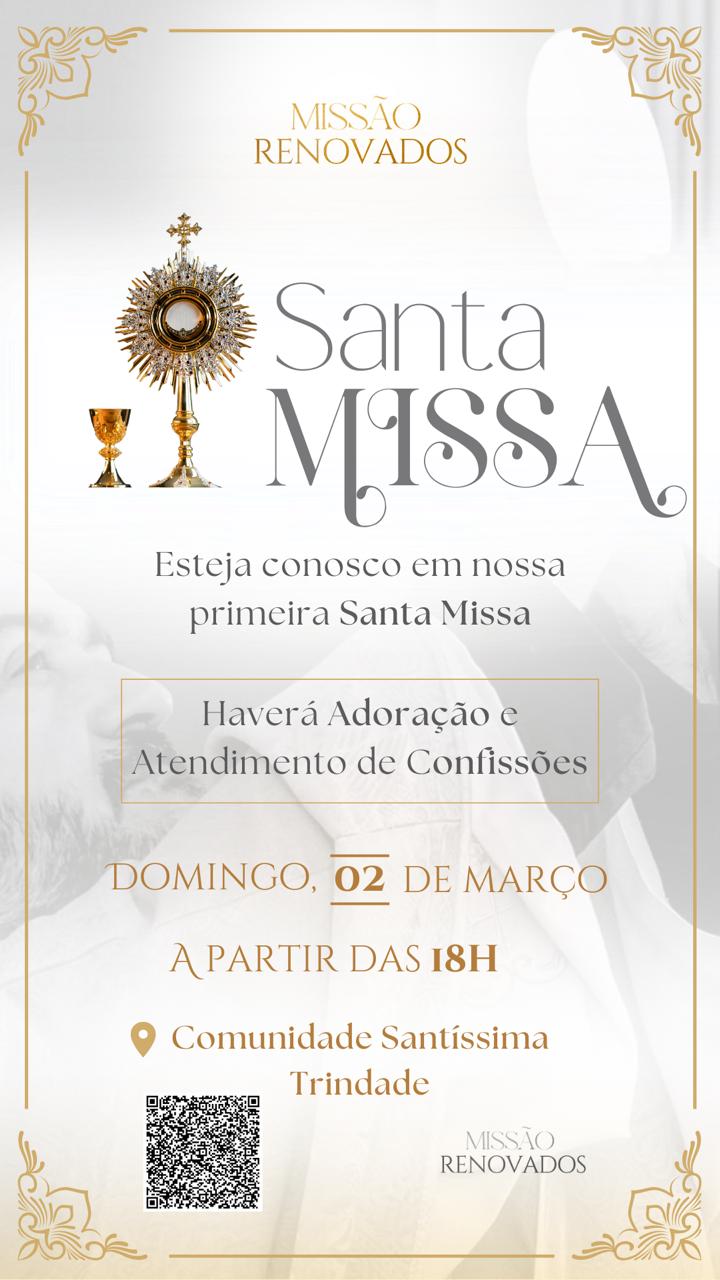 MISSÃO
RENOVADOS
Santa
MISSA
Esteja conosco em nossa
primeira Santa Missa
Haverá Adoração e
Atendimento de Confissões
DOMINGO, 02 DE MARÇO
A PARTIR DAS 18H
Comunidade Santíssima
Trindade
MISSÃO
RENOVADOS